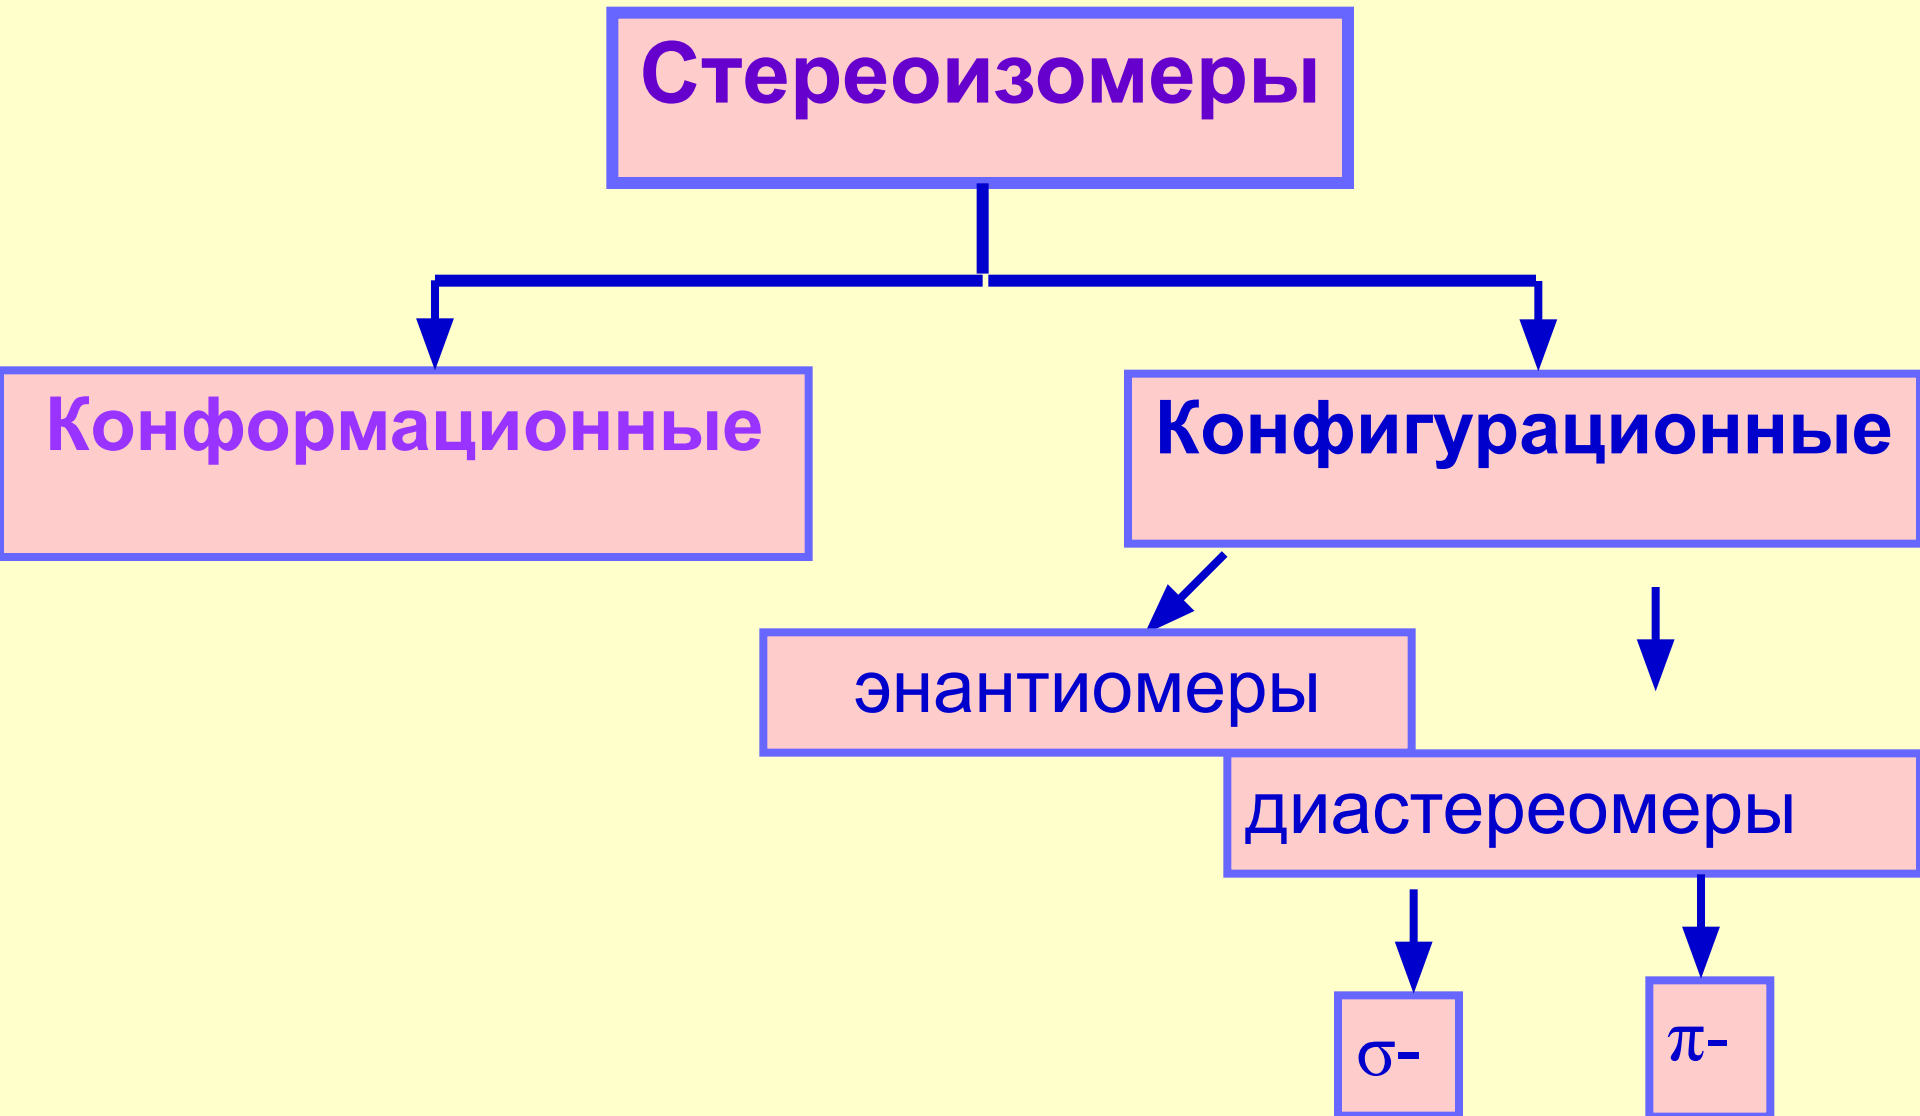 Стереоизомеры
Конформационные
Конфигурационные
энантиомеры
диастереомеры
σ-
π-